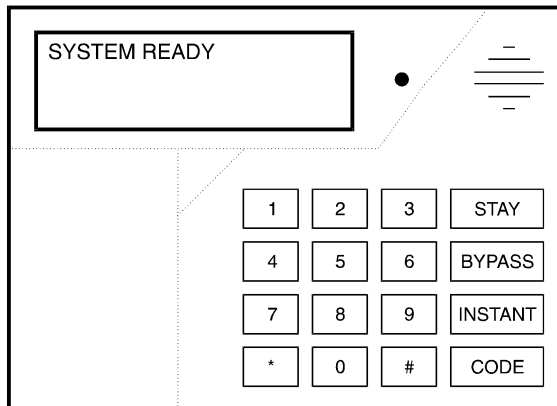 SYSTEM READY
1 2 3 STAY
4 5 6 BYPASS
7 8 9 INSTANT
* 0 # CODE